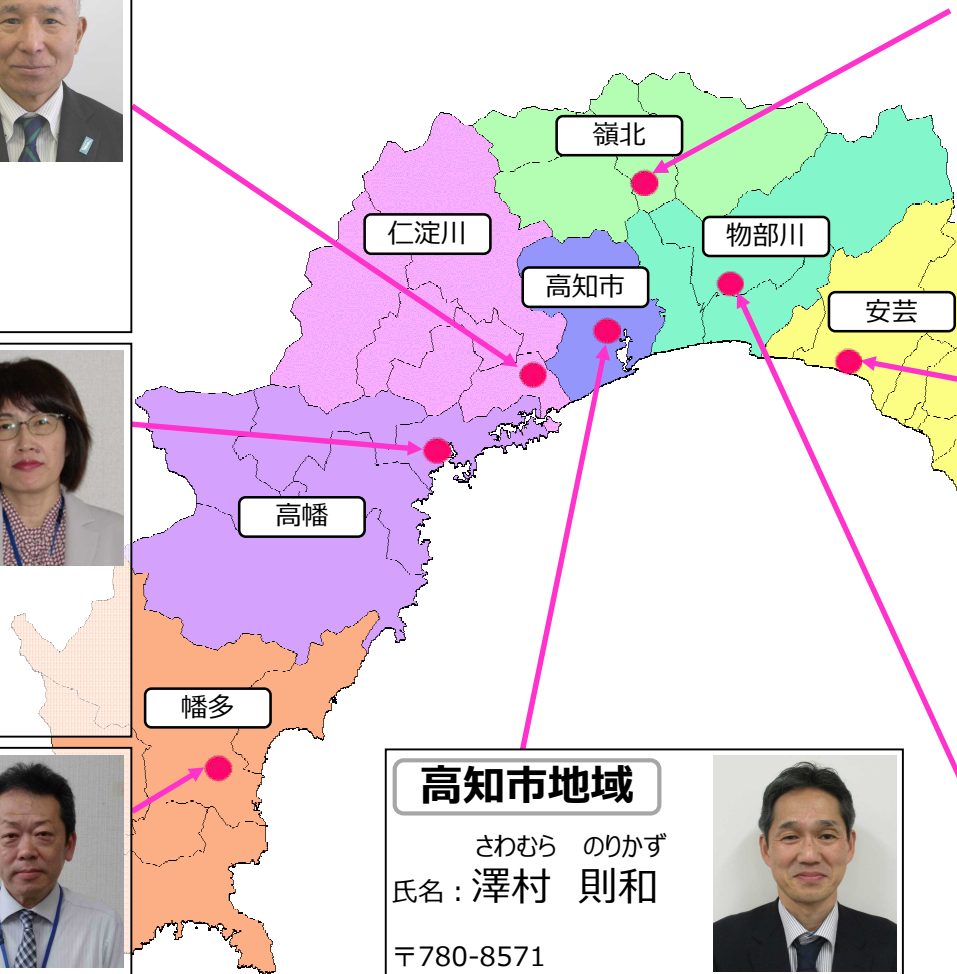 嶺北
仁淀川
物部川
高知市
安芸
高幡
幡多
高知市地域
さわむら のりかず
氏名：澤村 則和
〒780-8571